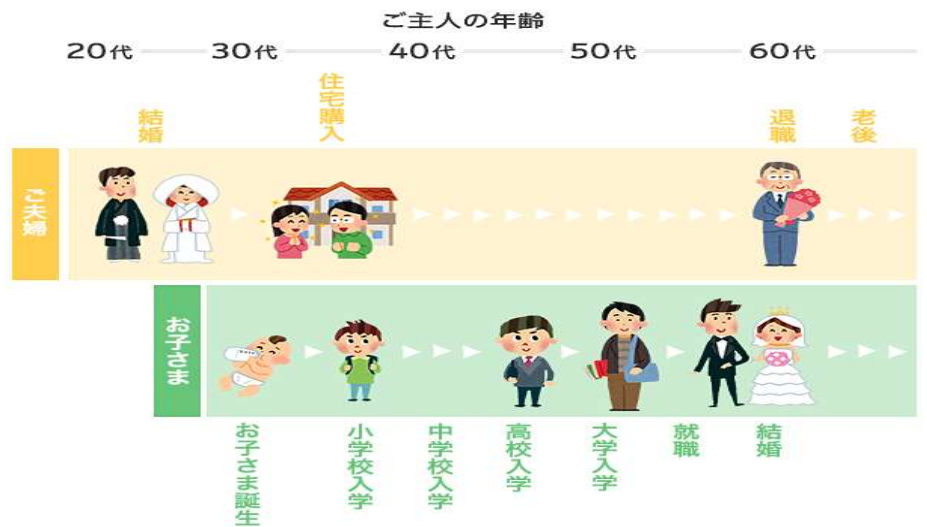 ご主人の年齢
20代
30代
40代
50代
60代
結婚
住宅購入
退職
老後
ご夫婦
お子さま
お子さま誕生
小学校入学
中学校入学
高校入学
大学入学
就職
結婚